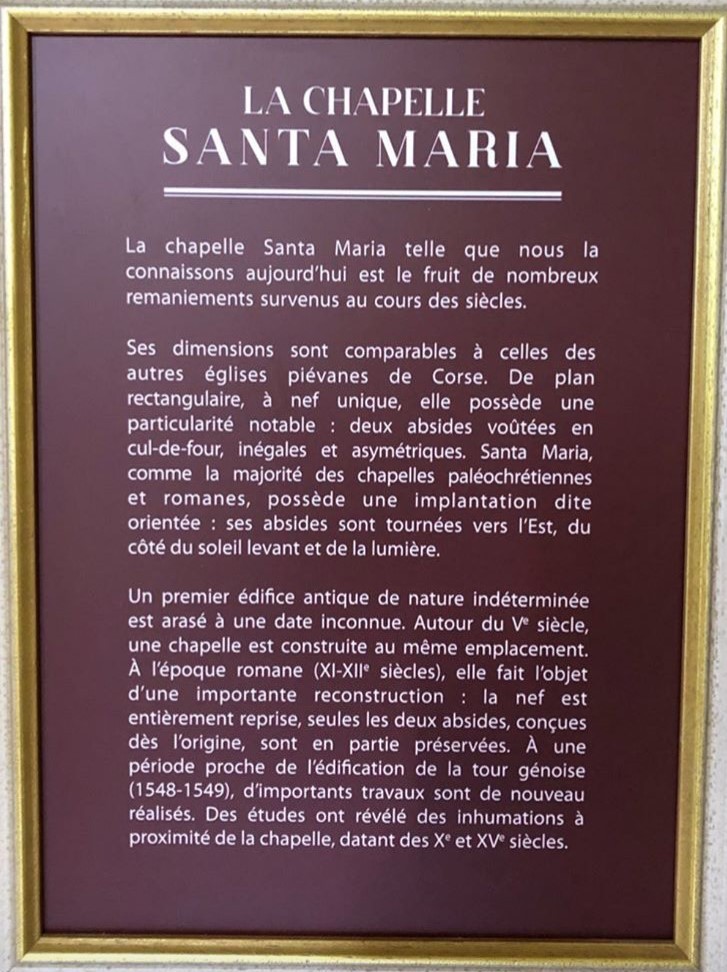 LA CHAPELLE
SANTA MARIA
La chapelle Santa Maria telle que nous la
connaissons aujourd'hui est le fruit de nombreux
remaniements survenus au cours des siècles.
Ses dimensions sont comparables à celles des
autres églises piévanes de Corse. De plan
rectangulaire, à nef unique, elle possède une
particularité notable : deux absides voûtées en
cul-de-four, inégales et asymétriques. Santa Maria,
comme la majorité des chapelles paléochrétiennes
et romanes, possède une implantation dite
orientée : ses absides sont tournées vers l'Est, du
côté du soleil levant et de la lumière.
Un premier édifice antique de nature indéterminée
est arasé à une date inconnue. Autour du Vᵉ siècle,
une chapelle est construite au même emplacement.
À l'époque romane (XI-XIIᵉ siècles), elle fait l'objet
d'une importante reconstruction : la nef est
entièrement reprise, seules les deux absides, conçues
dès l'origine, sont en partie préservées. À une
période proche de l'édification de la tour génoise
(1548-1549), d'importants travaux sont de nouveau
réalisés. Des études ont révélé des inhumations à
proximité de la chapelle, datant des Xᵉ et XVᵉ siècles.